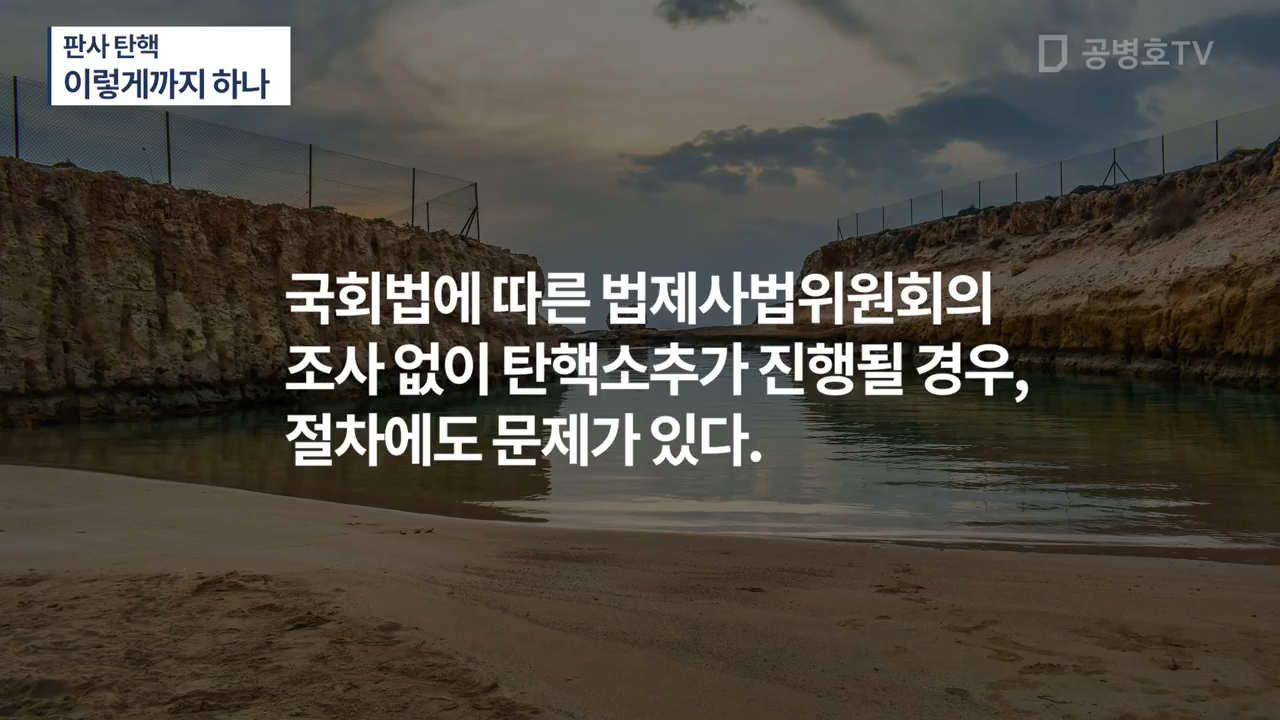 판사 탄핵
이렇게까지 하나
공병호TV
국회법에 따른 법제사법위원회의
조사 없이 탄핵소추가 진행될 경우,
절차에도 문제가 있다.